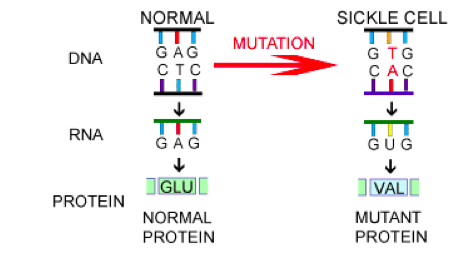 NORMAL
SICKLE CELL
MUTATION
DNA
G A G
C T C
G T G
C A C
RNA
G A G
G U G
PROTEIN
GLU
VAL
NORMAL
PROTEIN
MUTANT
PROTEIN